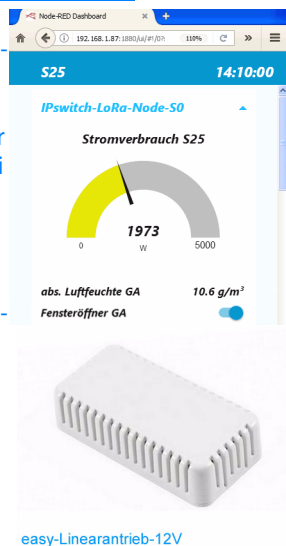 Node-RED Dashboard
192.168.1.87:1880/ui/#!/0?
110%
S25
14:10:00
IPswitch-LoRa-Node-S0
Stromverbrauch S25
1973
0
W
5000
abs. Luftfeuchte GA
10.6 g/m³
Fensteröffner GA
easy-Linearantrieb-12V